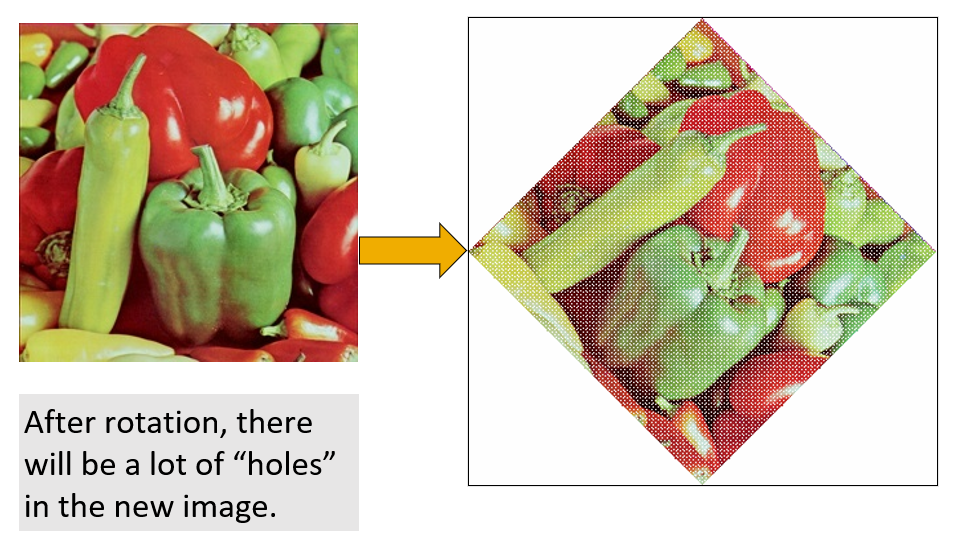 After rotation, there
will be a lot of “holes”
in the new image.